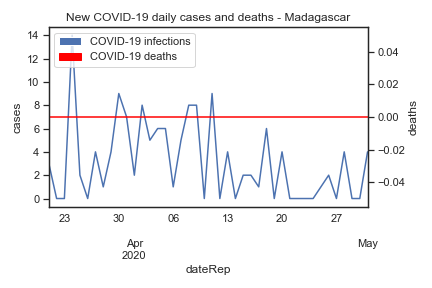 New COVID-19 daily cases and deaths - Madagascar
COVID-19 infections
COVID-19 deaths
14
12
10
8
6
4
2
0
cases
0.04
0.02
0.00
−0.02
−0.04
deaths
23
30
06
13
20
27
Apr
2020
May
dateRep